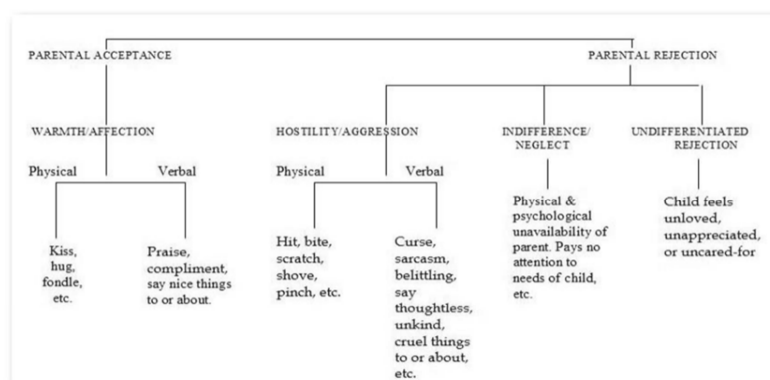 PARENTAL ACCEPTANCE
PARENTAL REJECTION
WARMTH/AFFECTION
HOSTILITY/AGGRESSION
INDIFFERENCE/
NEGLECT
UNDIFFERENTIATED
REJECTION
Physical
Verbal
Physical
Verbal
Kiss,
hug,
fondle,
etc.
Praise,
compliment,
say nice things
to or about.
Hit, bite,
scratch,
shove,
pinch, etc.
Curse,
sarcasm,
belittling,
say
thoughtless,
unkind,
cruel things
to or about,
etc.
Physical &
psychological
unavailability of
parent. Pays no
attention to
needs of child,
etc.
Child feels
unloved,
unappreciated,
or uncared-for